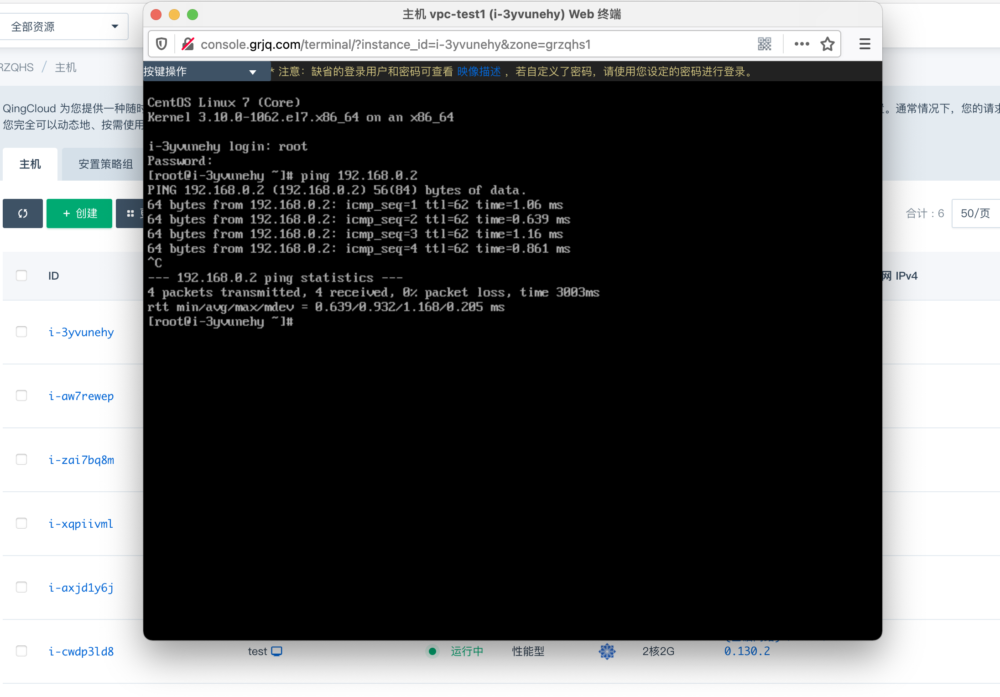 主机 vpc-test1 (i-3yvunehy) Web 终端
全部资源
console.grjq.com/terminal/?instance_id=i-3yvunehy&zone=grzqhs1
RZQHS / 主机
按键操作
* 注意：缺省的登录用户和密码可查看 映像描述 ，若自定义了密码，请使用您设定的密码进行登录。
QingCloud 为您提供一种随时
。通常情况下，您的请求
您完全可以动态地、按需使用
CentOS Linux 7 (Core)
Kernel 3.10.0-1062.el7.x86_64 on an x86_64
i-3yvunehy login: root
Password:
[root@i-3yvunehy ~]# ping 192.168.0.2
PING 192.168.0.2 (192.168.0.2) 56(84) bytes of data.
64 bytes from 192.168.0.2: icmp_seq=1 ttl=62 time=1.06 ms
64 bytes from 192.168.0.2: icmp_seq=2 ttl=62 time=0.639 ms
64 bytes from 192.168.0.2: icmp_seq=3 ttl=62 time=1.16 ms
64 bytes from 192.168.0.2: icmp_seq=4 ttl=62 time=0.861 ms
^C
--- 192.168.0.2 ping statistics ---
4 packets transmitted, 4 received, 0% packet loss, time 3003ms
rtt min/avg/max/mdev = 0.639/0.932/1.168/0.205 ms
[root@i-3yvunehy ~]#
主机
安置策略组
+ 创建
合计：6
50/页
ID
网 IPv4
i-3yvunehy
i-aw7rewep
i-zai7bq8m
i-xqpiivml
i-axjd1y6j
i-cwdp3ld8
test
运行中
性能型
2核2G
0.130.2